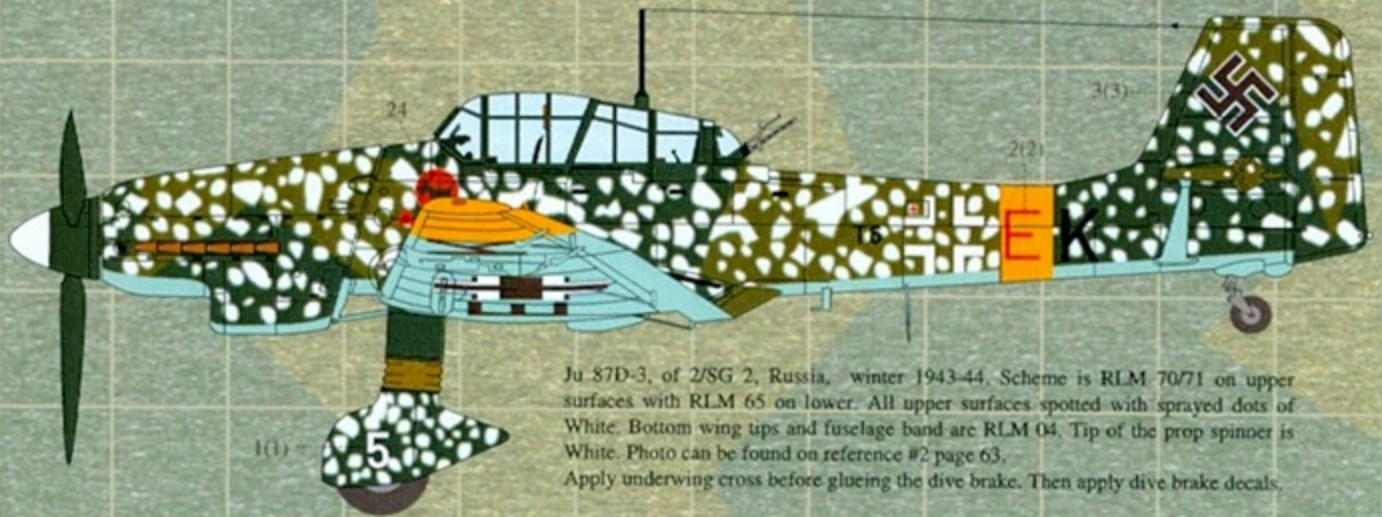 24
3(3)
2(2)
T6
E K
1(1)
5
Ju 87D-3, of 2/SG 2, Russia, winter 1943-44. Scheme is RLM 70/71 on upper
surfaces with RLM 65 on lower. All upper surfaces spotted with sprayed dots of
White. Bottom wing tips and fuselage band are RLM 04. Tip of the prop spinner is
White. Photo can be found on reference #2 page 63.
Apply underwing cross before glueing the dive brake. Then apply dive brake decals.